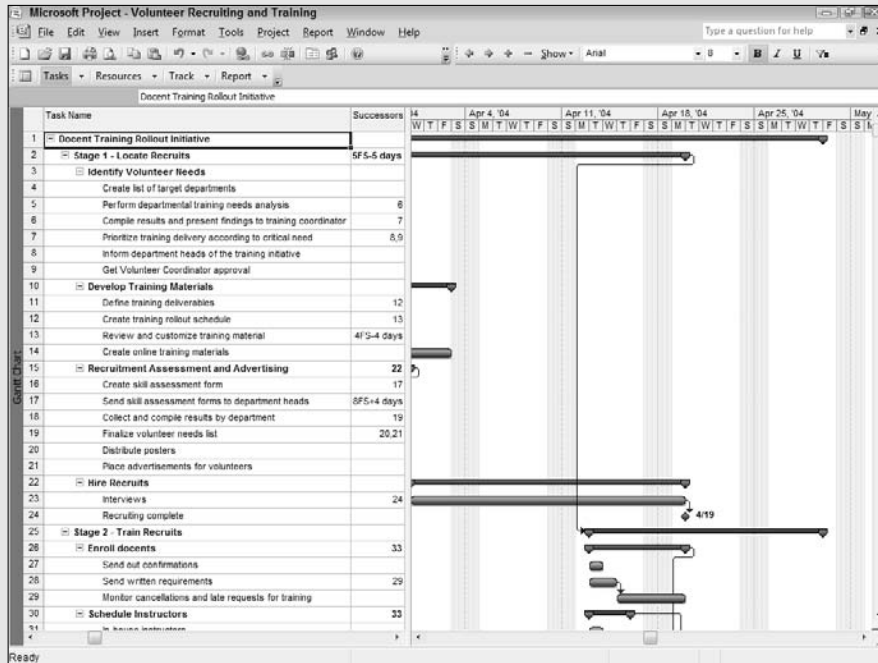 Microsoft Project - Volunteer Recruiting and Training
File Edit View Insert Format Tools Project Report Window Help
Type a question for help
Show Arial 8 B I U
Tasks Resources Track Report
Docent Training Rollout Initiative
Task Name Successors
Apr 4, '04 Apr 11, '04 Apr 18, '04 Apr 25, '04 May
W T F S S M T W T F S S M T W T F S S M T W T F S S M T W T F S S
1 Docent Training Rollout Initiative
2 Stage 1 - Locate Recruits 5FS-5 days
3 Identify Volunteer Needs
4 Create list of target departments
5 Perform departmental training needs analysis 6
6 Compile results and present findings to training coordinator 7
7 Prioritize training delivery according to critical need 8,9
8 Inform department heads of the training initiative
9 Get Volunteer Coordinator approval
10 Develop Training Materials
11 Define training deliverables 12
12 Create training rollout schedule 13
13 Review and customize training material 4FS-4 days
14 Create online training materials
15 Recruitment Assessment and Advertising 22
16 Create skill assessment form 17
17 Send skill assessment forms to department heads 8FS+4 days
18 Collect and compile results by department 19
19 Finalize volunteer needs list 20,21
20 Distribute posters
21 Place advertisements for volunteers
22 Hire Recruits
23 Interviews 24
24 Recruiting complete
4/19
25 Stage 2 - Train Recruits
26 Enroll docents 33
27 Send out confirmations
28 Send written requirements 29
29 Monitor cancellations and late requests for training
30 Schedule Instructors 33
31
Gantt Chart
Ready